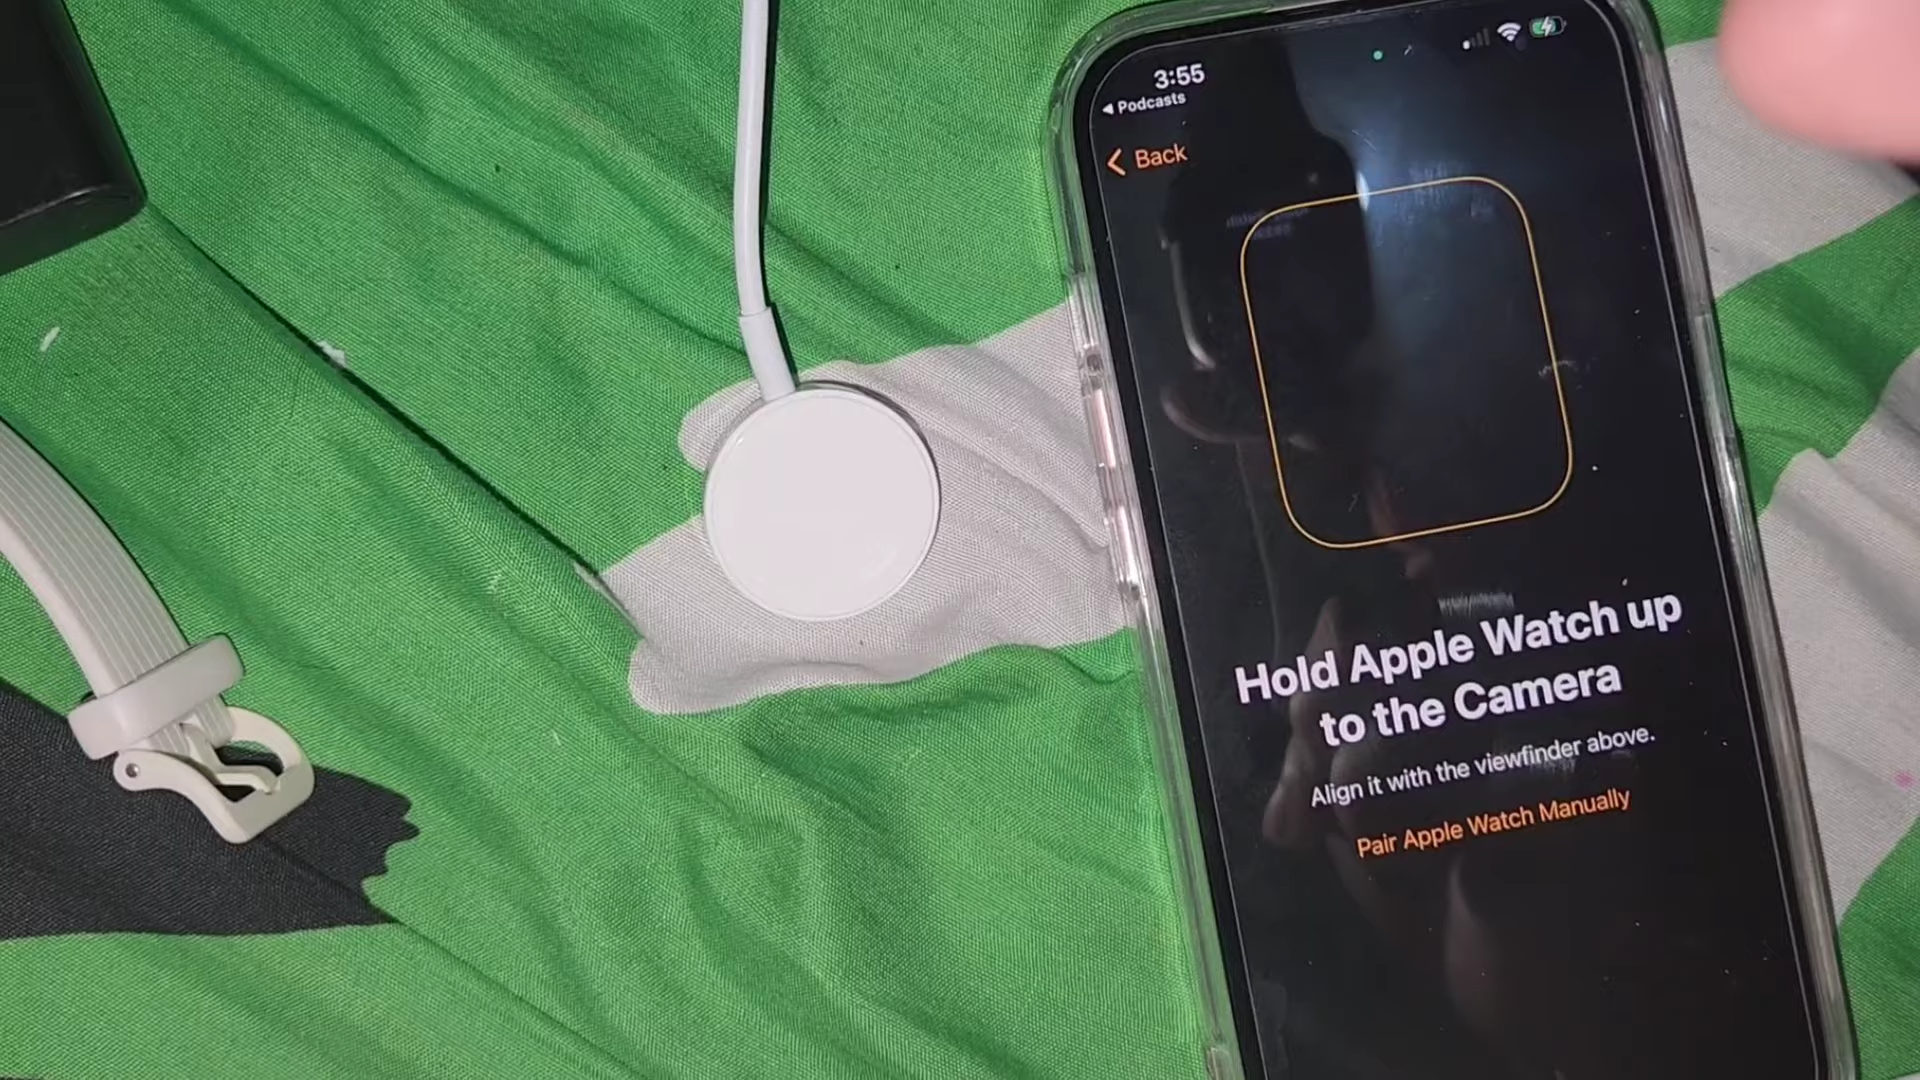 3:55
◀ Podcasts
Back
Hold Apple Watch up
to the Camera
Align it with the viewfinder above.
Pair Apple Watch Manually